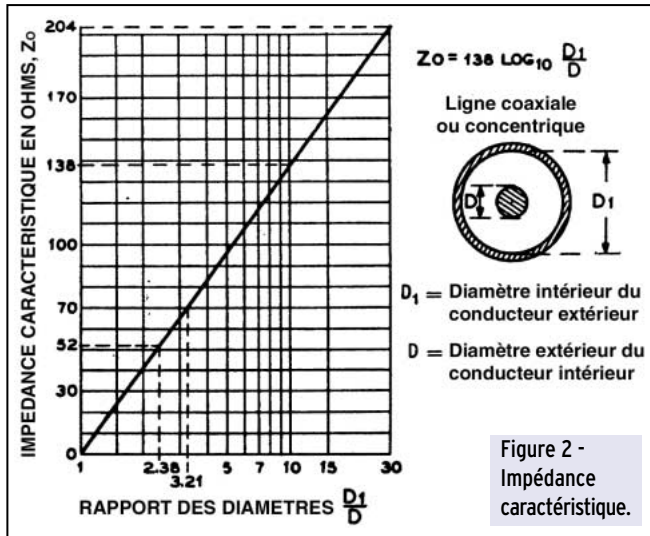 IMPEDANCE CARACTERISTIQUE EN OHMS, Zo
204
170
138
100
70
52
30
0
1
2.38
3.21
5
7
10
15
30
RAPPORT DES DIAMETRES D1/D
Zo = 138 LOG10 D1/D
Ligne coaxiale
ou concentrique
D
D1
D1 = Diamètre intérieur du
conducteur extérieur
D = Diamètre extérieur du
conducteur intérieur
Figure 2 -
Impédance
caractéristique.